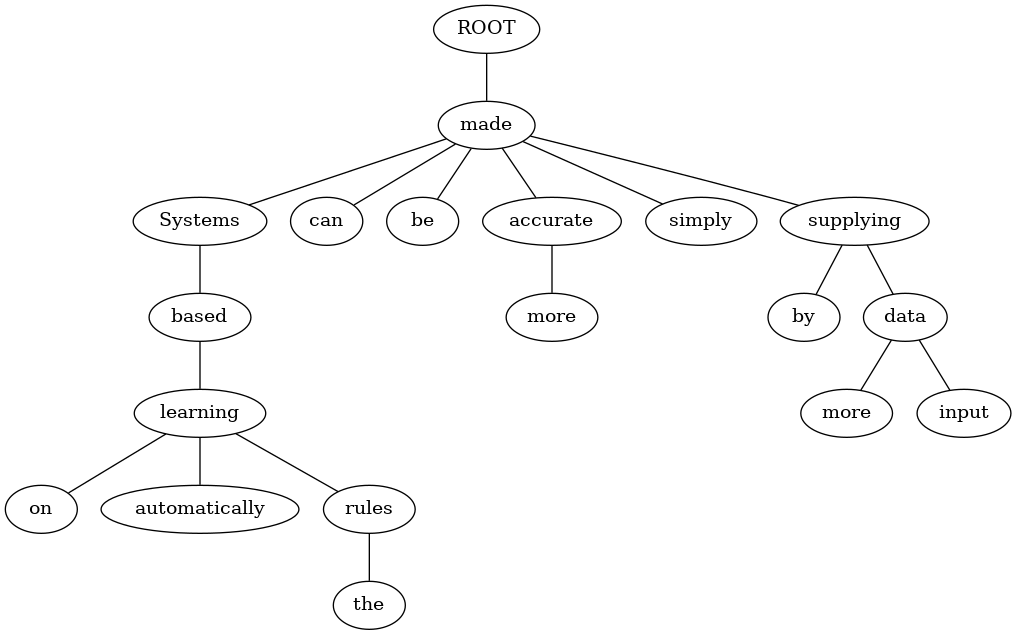 ROOT
made
Systems can be accurate simply supplying
based more by data
learning more input
on automatically rules
the